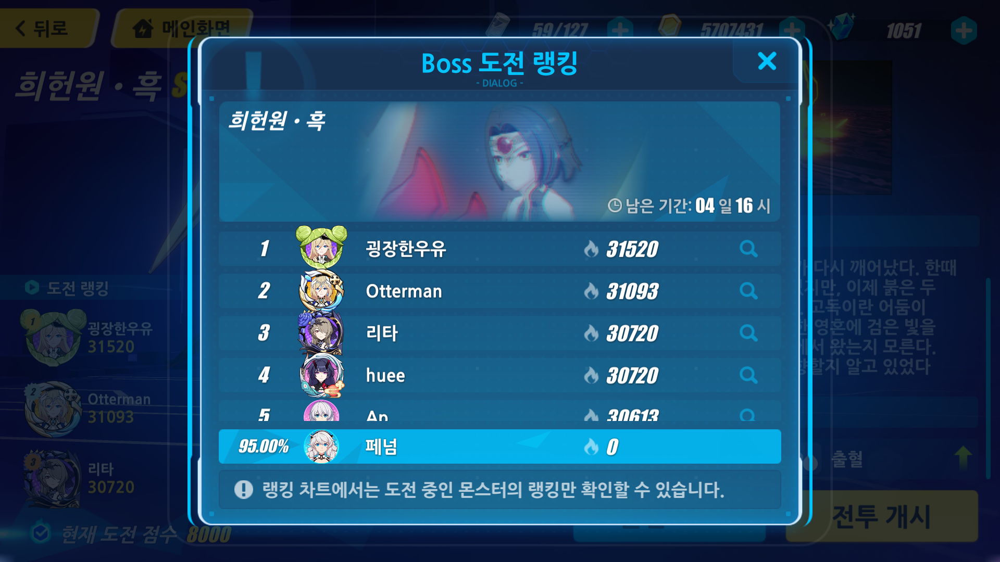 뒤로
메인화면
59/127
5707431
1051
희헌원·흑 S
Boss 도전 랭킹
- DIALOG -
희헌원·흑
남은 기간: 04 일 16 시
1 굉장한우유 31520
2 Otterman 31093
3 리타 30720
4 huee 30720
5 An 30613
95.00% 페넘 0
랭킹 차트에서는 도전 중인 몬스터의 랭킹만 확인할 수 있습니다.
도전 랭킹
1 굉장한우유
31520
2 Otterman
31093
3 리타
30720
현재 도전 점수 8000
다시 깨어났다. 한때
지만, 이제 붉은 두
고독이란 어둠이
영혼에 검은 빛을
서 왔는지 모른다.
할지 알고 있었다
출혈
전투 개시